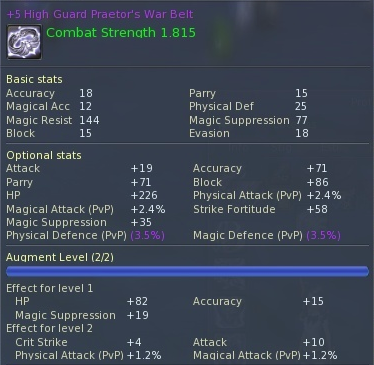 +5 High Guard Praetor's War Belt
Combat Strength 1.815
Basic stats
Accuracy 18 Parry 15
Magical Acc 12 Physical Def 25
Magic Resist 144 Magic Suppression 77
Block 15 Evasion 18
Optional stats
Attack +19 Accuracy +71
Parry +71 Block +86
HP +226 Physical Attack (PvP) +2.4%
Magical Attack (PvP) +2.4% Strike Fortitude +58
Magic Suppression +35
Physical Defence (PvP) (3.5%) Magic Defence (PvP) (3.5%)
Augment Level (2/2)
Effect for level 1
HP +82 Accuracy +15
Magic Suppression +19
Effect for level 2
Crit Strike +4 Attack +10
Physical Attack (PvP) +1.2% Magical Attack (PvP) +1.2%